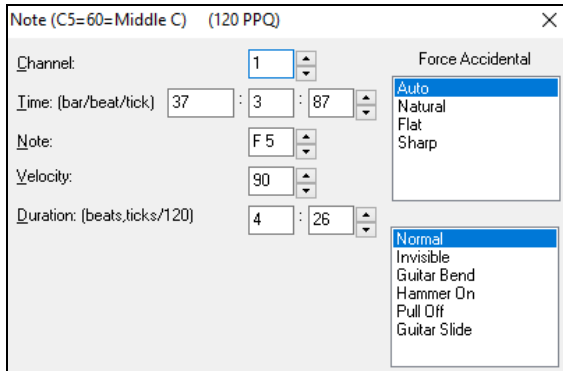 Note (C5=60=Middle C) (120 PPQ)
Channel: 1
Time: (bar/beat/tick) 37 : 3 : 87
Note: F 5
Velocity: 90
Duration: (beats,ticks/120) 4 : 26
Force Accidental
Auto
Natural
Flat
Sharp
Normal
Invisible
Guitar Bend
Hammer On
Pull Off
Guitar Slide